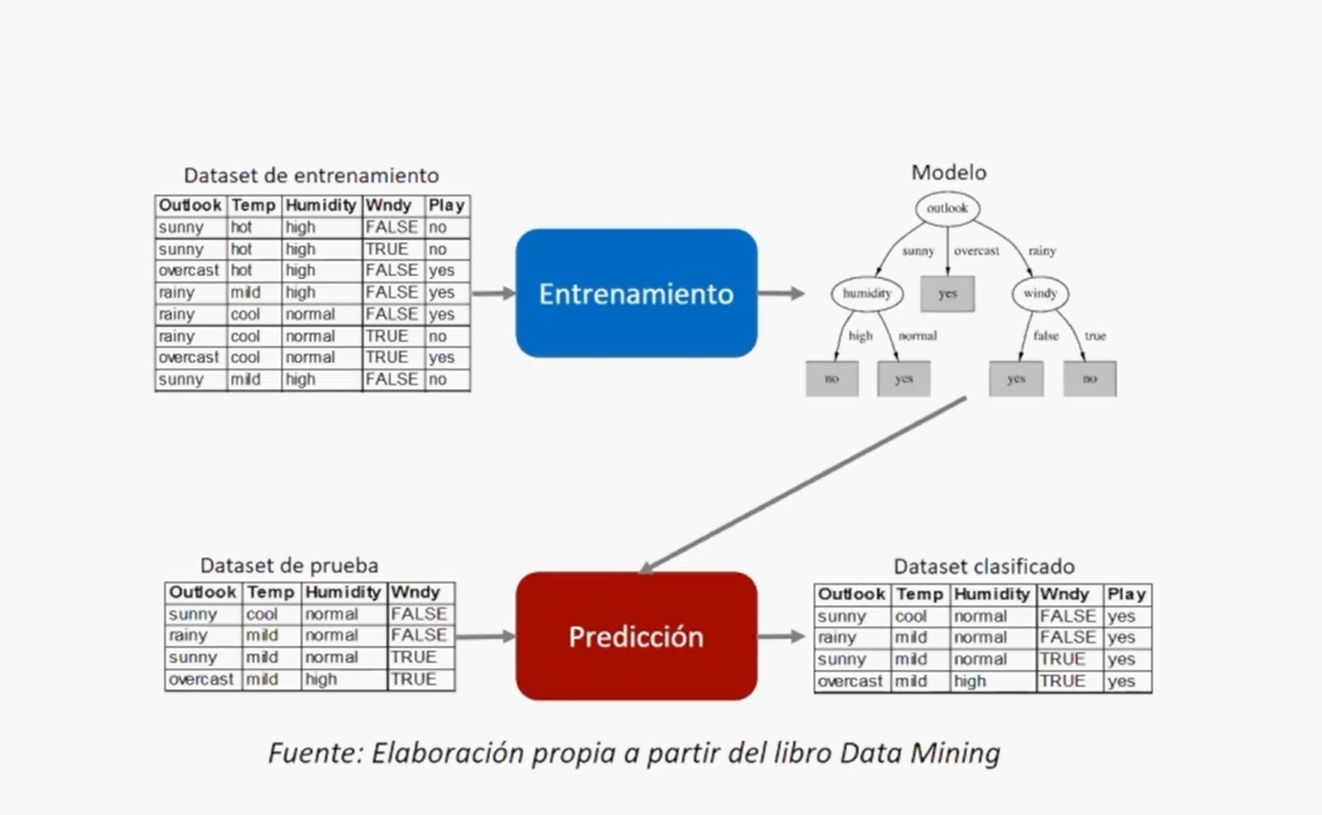 Dataset de entrenamiento
Outlook Temp Humidity Wndy Play
sunny hot high FALSE no
sunny hot high TRUE no
overcast hot high FALSE yes
rainy mild high FALSE yes
rainy cool normal FALSE yes
rainy cool normal TRUE no
overcast cool normal TRUE yes
sunny mild high FALSE no
Entrenamiento
Modelo
outlook
sunny overcast rainy
humidity yes windy
high normal false true
no yes yes no
Dataset de prueba
Outlook Temp Humidity Wndy
sunny cool normal FALSE
rainy mild normal FALSE
sunny mild normal TRUE
overcast mild high TRUE
Predicción
Dataset clasificado
Outlook Temp Humidity Wndy Play
sunny cool normal FALSE yes
rainy mild normal FALSE yes
sunny mild normal TRUE yes
overcast mild high TRUE yes
Fuente: Elaboración propia a partir del libro Data Mining